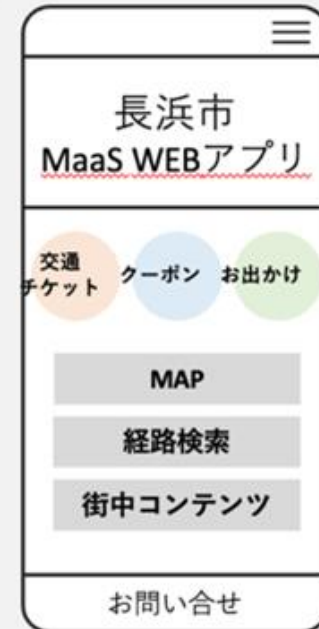 長浜市
MaaS WEBアプリ
交通
チケット
クーポン
お出かけ
MAP
経路検索
街中コンテンツ
お問い合せ